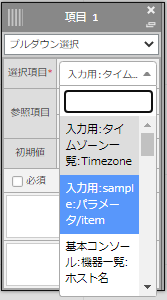 項目 1
プルダウン選択
選択項目*
入力用:タイム...
参照項目
入力用:タイ
ムゾーン一
覧:Timezone
初期値
必須
入力用:sampl
e:パラメー
タ/item
基本コンソー
ル:機器一覧:
ホスト名